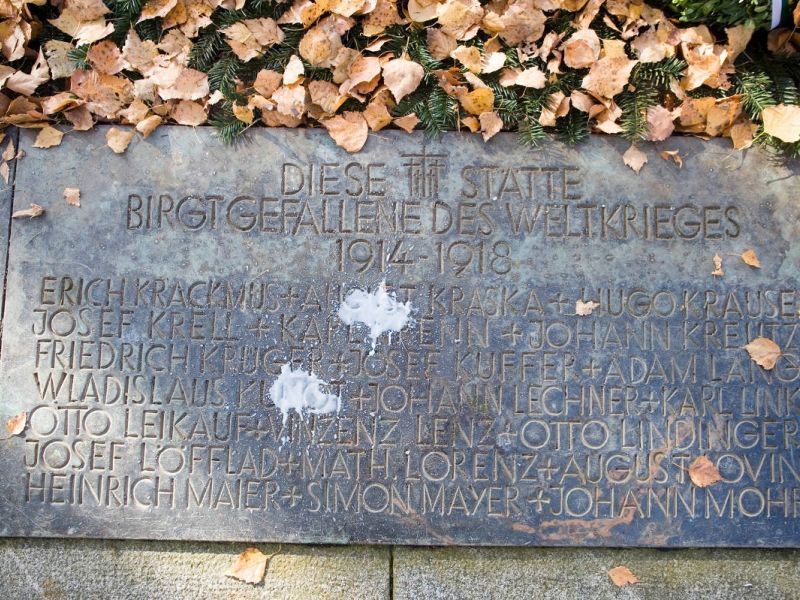 DIESE STÄTTE
BIRGT GEFALLENE DES WELTKRIEGES
1914-1918
ERICH KRACKMUS + KRASKA + HUGO KRAUSE
JOSEF KRELL + + JOHANN
FRIEDRICH KRÜGER + JOSEF KUFFER + ADAM
WLADISLAUS + JOHANN LECHNER + KARL
OTTO LEIKAUF + VINZENZ LENZ + OTTO LINDINGER
JOSEF LÖFFLAD + MATH. LORENZ + AUGUST
HEINRICH MAIER + SIMON MAYER + JOHANN MOHR